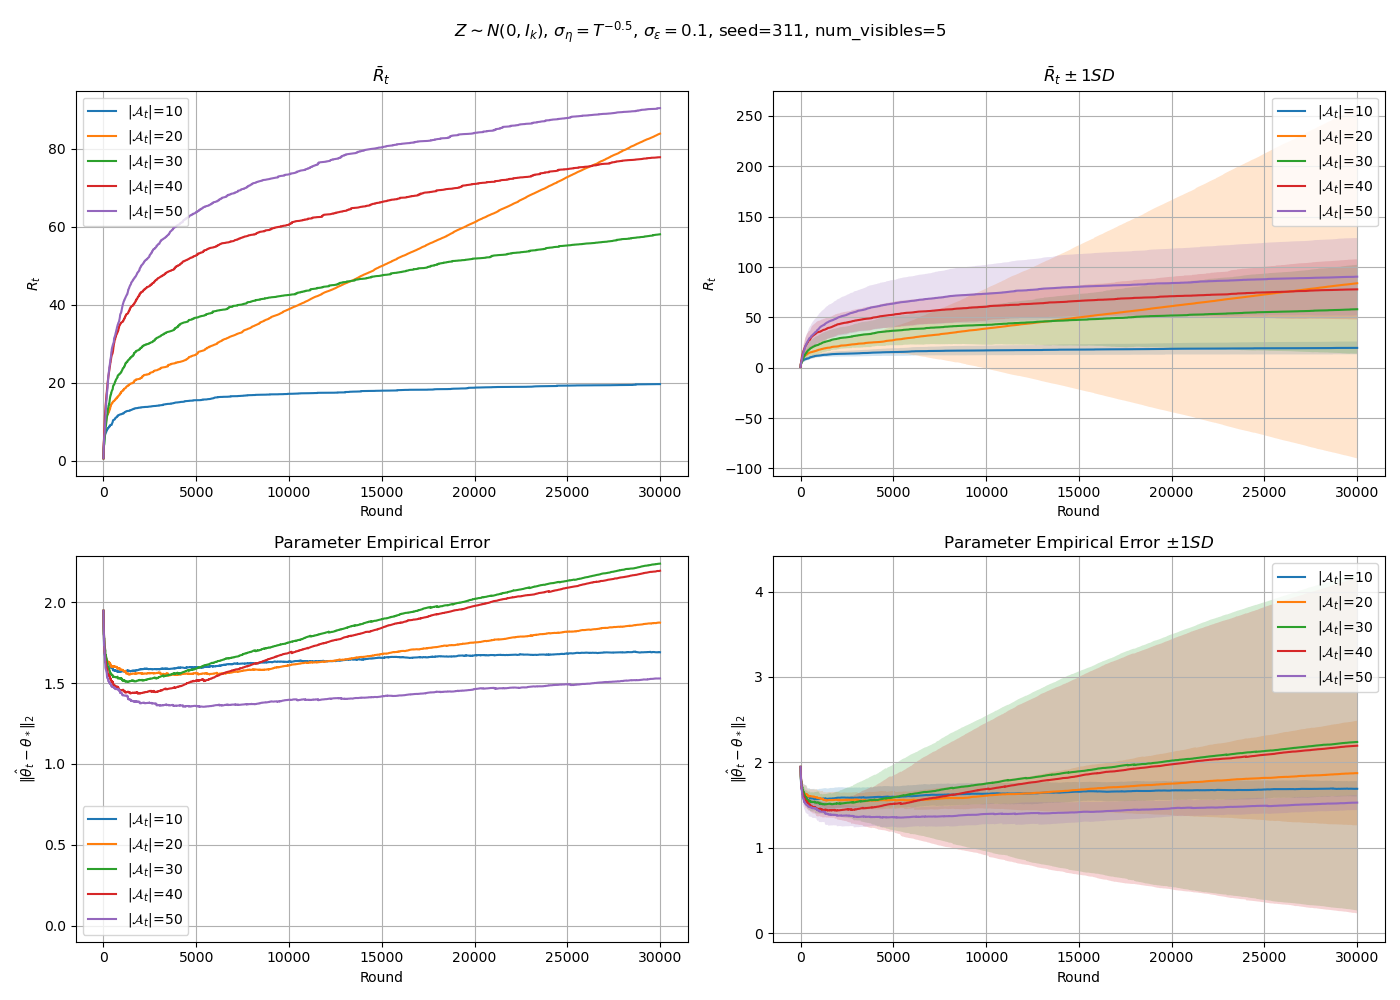 Z ∼ N(0, I_k), σ_η = T^{−0.5}, σ_ε = 0.1, seed=311, num_visibles=5
R̄_t
80
60
40
20
0
R_t
|𝒜_t|=10
|𝒜_t|=20
|𝒜_t|=30
|𝒜_t|=40
|𝒜_t|=50
0 5000 10000 15000 20000 25000 30000
Round
R̄_t ± 1SD
250
200
150
100
50
0
−50
−100
R_t
|𝒜_t|=10
|𝒜_t|=20
|𝒜_t|=30
|𝒜_t|=40
|𝒜_t|=50
0 5000 10000 15000 20000 25000 30000
Round
Parameter Empirical Error
2.0
1.5
1.0
0.5
0.0
‖θ̂_t − θ_*‖_2
|𝒜_t|=10
|𝒜_t|=20
|𝒜_t|=30
|𝒜_t|=40
|𝒜_t|=50
0 5000 10000 15000 20000 25000 30000
Round
Parameter Empirical Error ±1SD
4
3
2
1
0
‖θ̂_t − θ_*‖_2
|𝒜_t|=10
|𝒜_t|=20
|𝒜_t|=30
|𝒜_t|=40
|𝒜_t|=50
0 5000 10000 15000 20000 25000 30000
Round